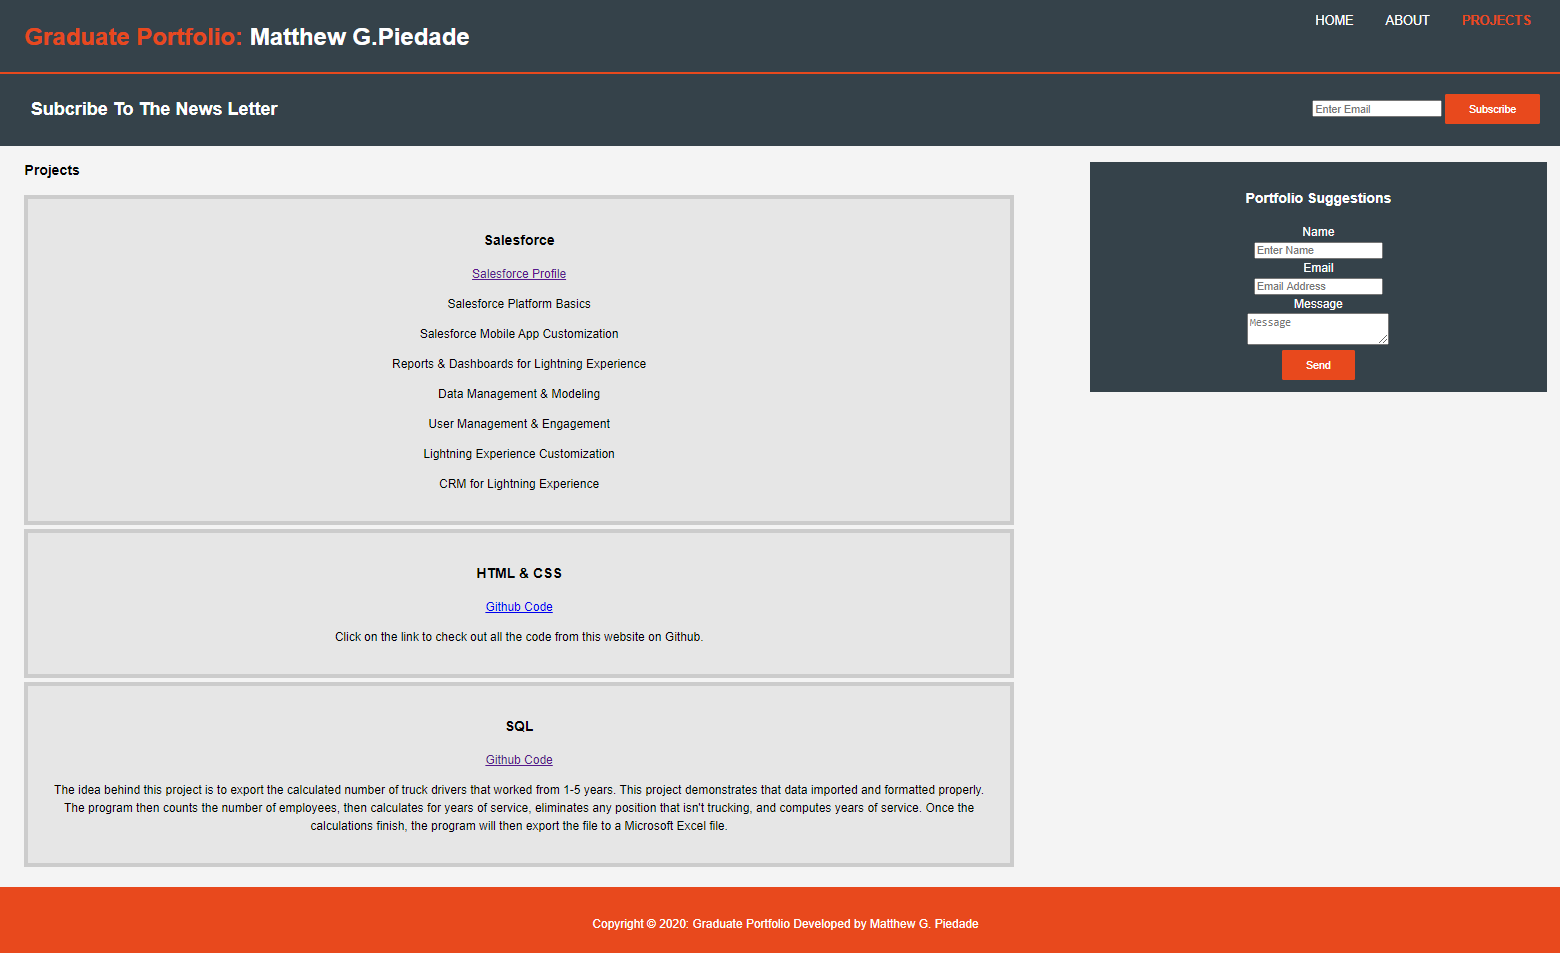 Graduate Portfolio: Matthew G.Piedade
HOME ABOUT PROJECTS
Subcribe To The News Letter
Enter Email Subscribe
Projects
Salesforce
Salesforce Profile
Salesforce Platform Basics
Salesforce Mobile App Customization
Reports & Dashboards for Lightning Experience
Data Management & Modeling
User Management & Engagement
Lightning Experience Customization
CRM for Lightning Experience
HTML & CSS
Github Code
Click on the link to check out all the code from this website on Github.
SQL
Github Code
The idea behind this project is to export the calculated number of truck drivers that worked from 1-5 years. This project demonstrates that data imported and formatted properly.
The program then counts the number of employees, then calculates for years of service, eliminates any position that isn't trucking, and computes years of service. Once the
calculations finish, the program will then export the file to a Microsoft Excel file.
Portfolio Suggestions
Name
Enter Name
Email
Email Address
Message
Message
Send
Copyright © 2020: Graduate Portfolio Developed by Matthew G. Piedade